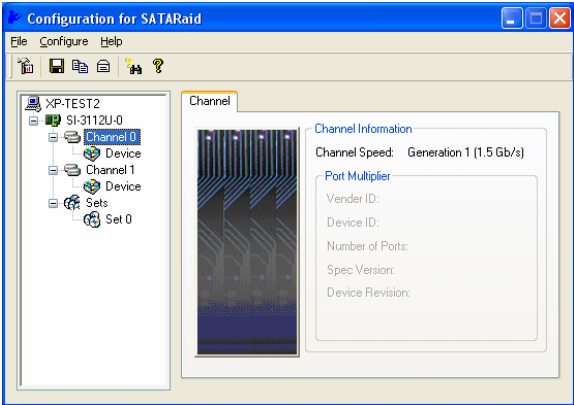 Configuration for SATARaid
File Configure Help
XP-TEST2
SI-3112U-0
Channel 0
Device
Channel 1
Device
Sets
Set 0
Channel
Channel Information
Channel Speed: Generation 1 (1.5 Gb/s)
Port Multiplier
Vender ID:
Device ID:
Number of Ports:
Spec Version:
Device Revision: